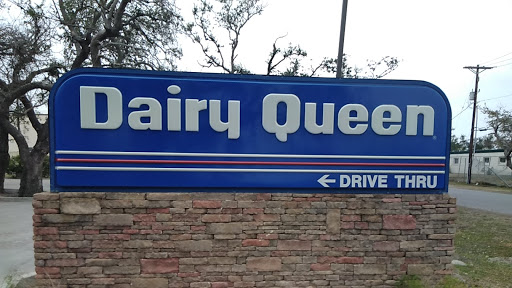 Dairy Queen
← DRIVE THRU